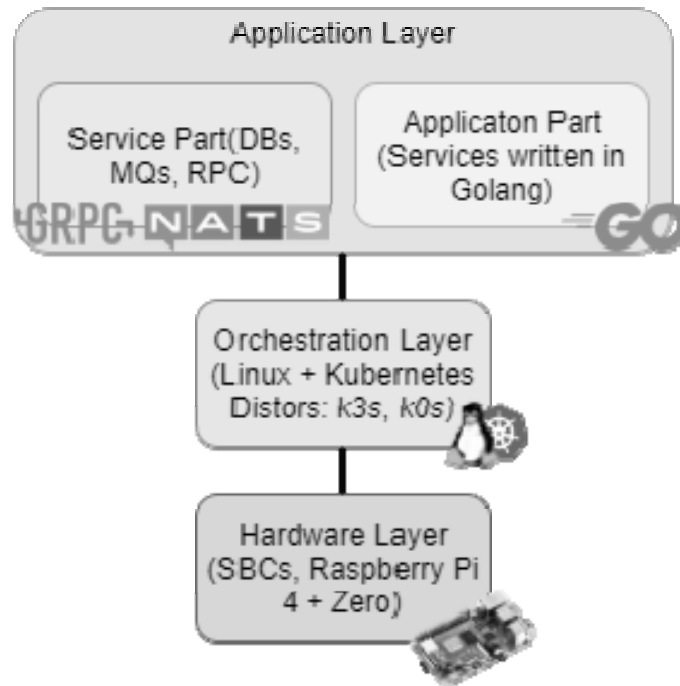 Application Layer
Service Part(DBs,
MQs, RPC)
Applicaton Part
(Services written in
Golang)
GRPC NATS
GO
Orchestration Layer
(Linux + Kubernetes
Distors: k3s, k0s)
Hardware Layer
(SBCs, Raspberry Pi
4 + Zero)